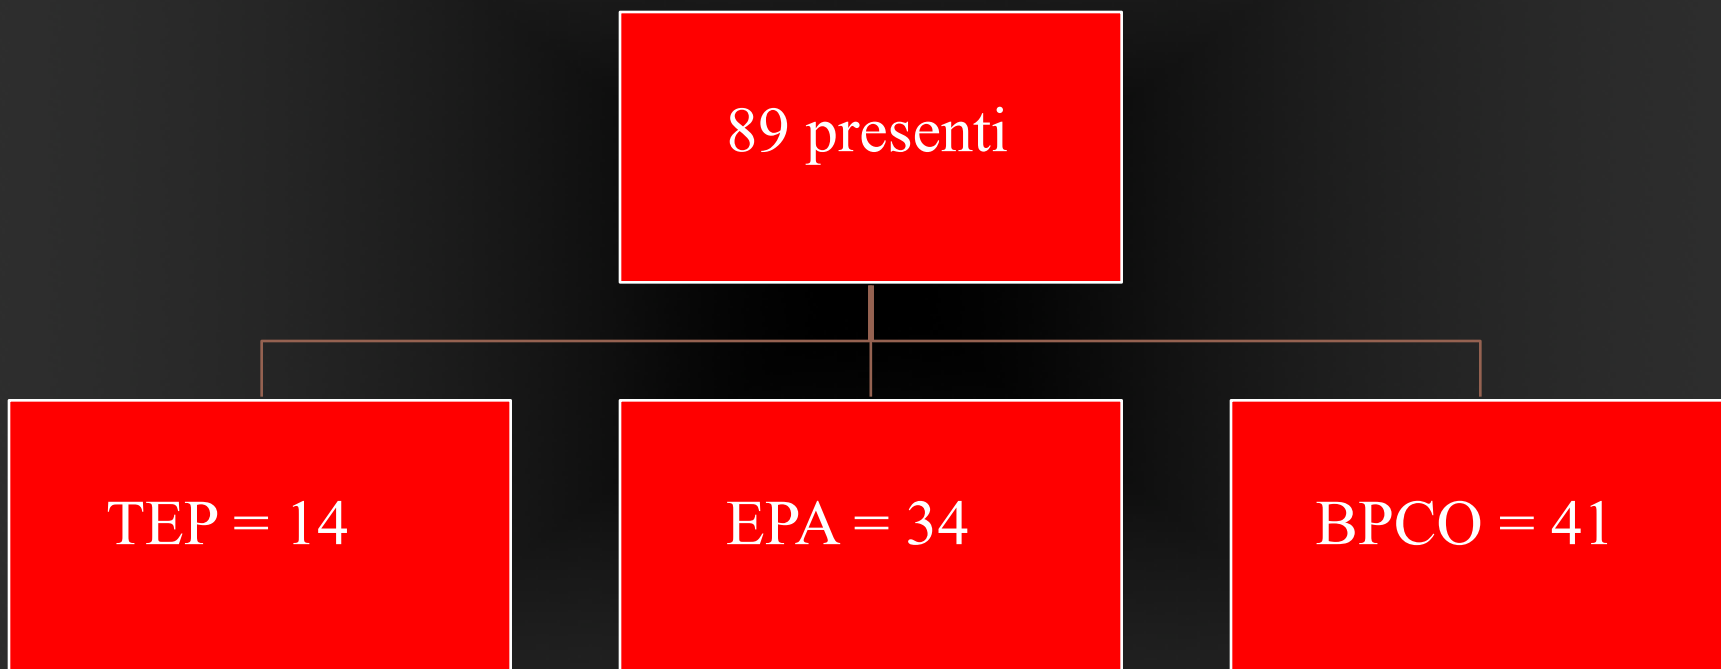 89 presenti
TEP = 14
EPA = 34
BPCO = 41